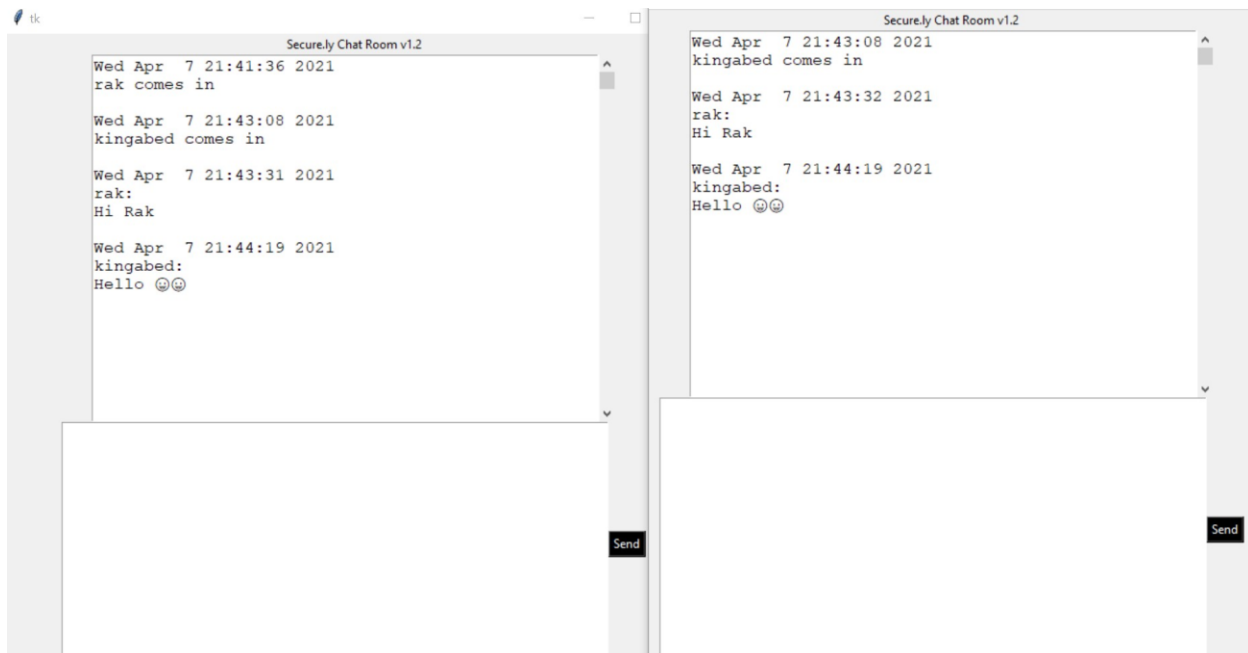 tk
Secure.ly Chat Room v1.2
Wed Apr  7 21:41:36 2021
rak comes in
Wed Apr  7 21:43:08 2021
kingabed comes in
Wed Apr  7 21:43:31 2021
rak:
Hi Rak
Wed Apr  7 21:44:19 2021
kingabed:
Hello 😀😀
Send
Secure.ly Chat Room v1.2
Wed Apr  7 21:43:08 2021
kingabed comes in
Wed Apr  7 21:43:32 2021
rak:
Hi Rak
Wed Apr  7 21:44:19 2021
kingabed:
Hello 😀😀
Send